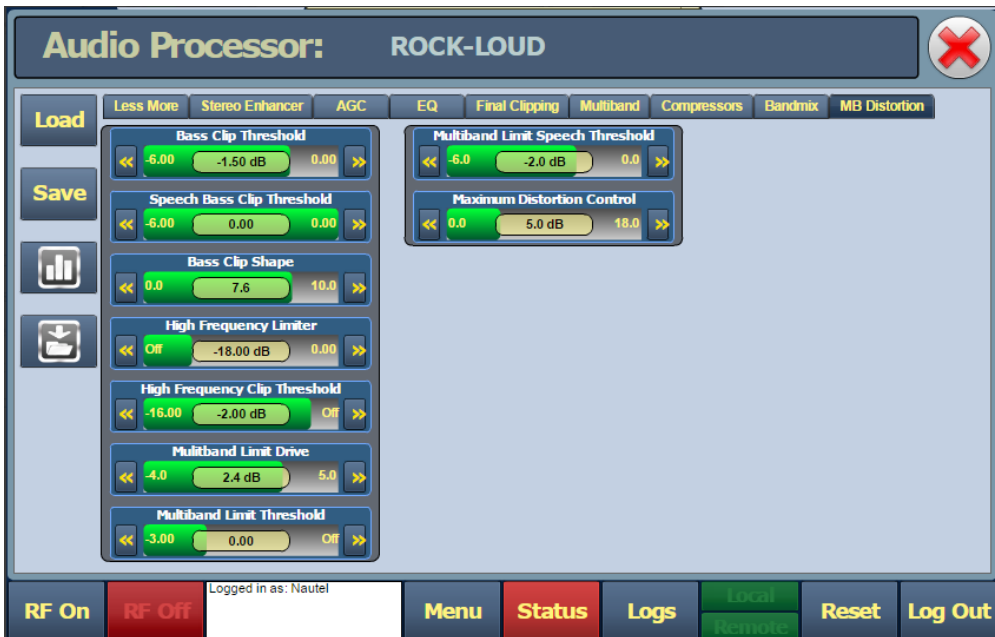 Audio Processor: ROCK-LOUD
Load
Save
Less More Stereo Enhancer AGC EQ Final Clipping Multiband Compressors Bandmix MB Distortion
Bass Clip Threshold
« -6.00 -1.50 dB 0.00 »
Speech Bass Clip Threshold
« -6.00 0.00 0.00 »
Bass Clip Shape
« 0.0 7.6 10.0 »
High Frequency Limiter
« Off -18.00 dB 0.00 »
High Frequency Clip Threshold
« -16.00 -2.00 dB Off »
Mulitband Limit Drive
« -4.0 2.4 dB 5.0 »
Multiband Limit Threshold
« -3.00 0.00 Off »
Multiband Limit Speech Threshold
« -6.0 -2.0 dB 0.0 »
Maximum Distortion Control
« 0.0 5.0 dB 18.0 »
RF On
RF Off
Logged in as: Nautel
Menu
Status
Logs
Local
Remote
Reset
Log Out